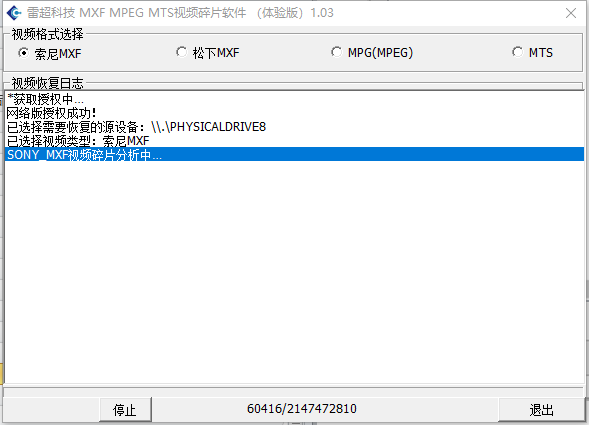 雷超科技 MXF MPEG MTS视频碎片软件 （体验版）1.03
视频格式选择
索尼MXF 松下MXF MPG(MPEG) MTS
视频恢复日志
*获取授权中...
网络版授权成功!
已选择需要恢复的源设备：\\.\PHYSICALDRIVE8
已选择视频类型：索尼MXF
SONY_MXF视频碎片分析中...
停止 60416/2147472810 退出